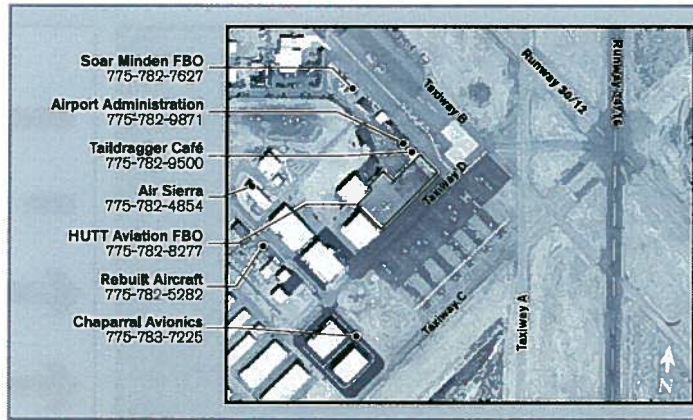 Soar Minden FBO
775-782-7627
Airport Administration
775-782-9871
Taildragger Café
775-782-9500
Air Sierra
775-782-4854
HUTT Aviation FBO
775-782-8277
Rebuilt Aircraft
775-782-5282
Chaparral Avionics
775-783-7225
Taxiway B
Runway 30/12
Runway
Taxiway D
Taxiway C
Taxiway A
N